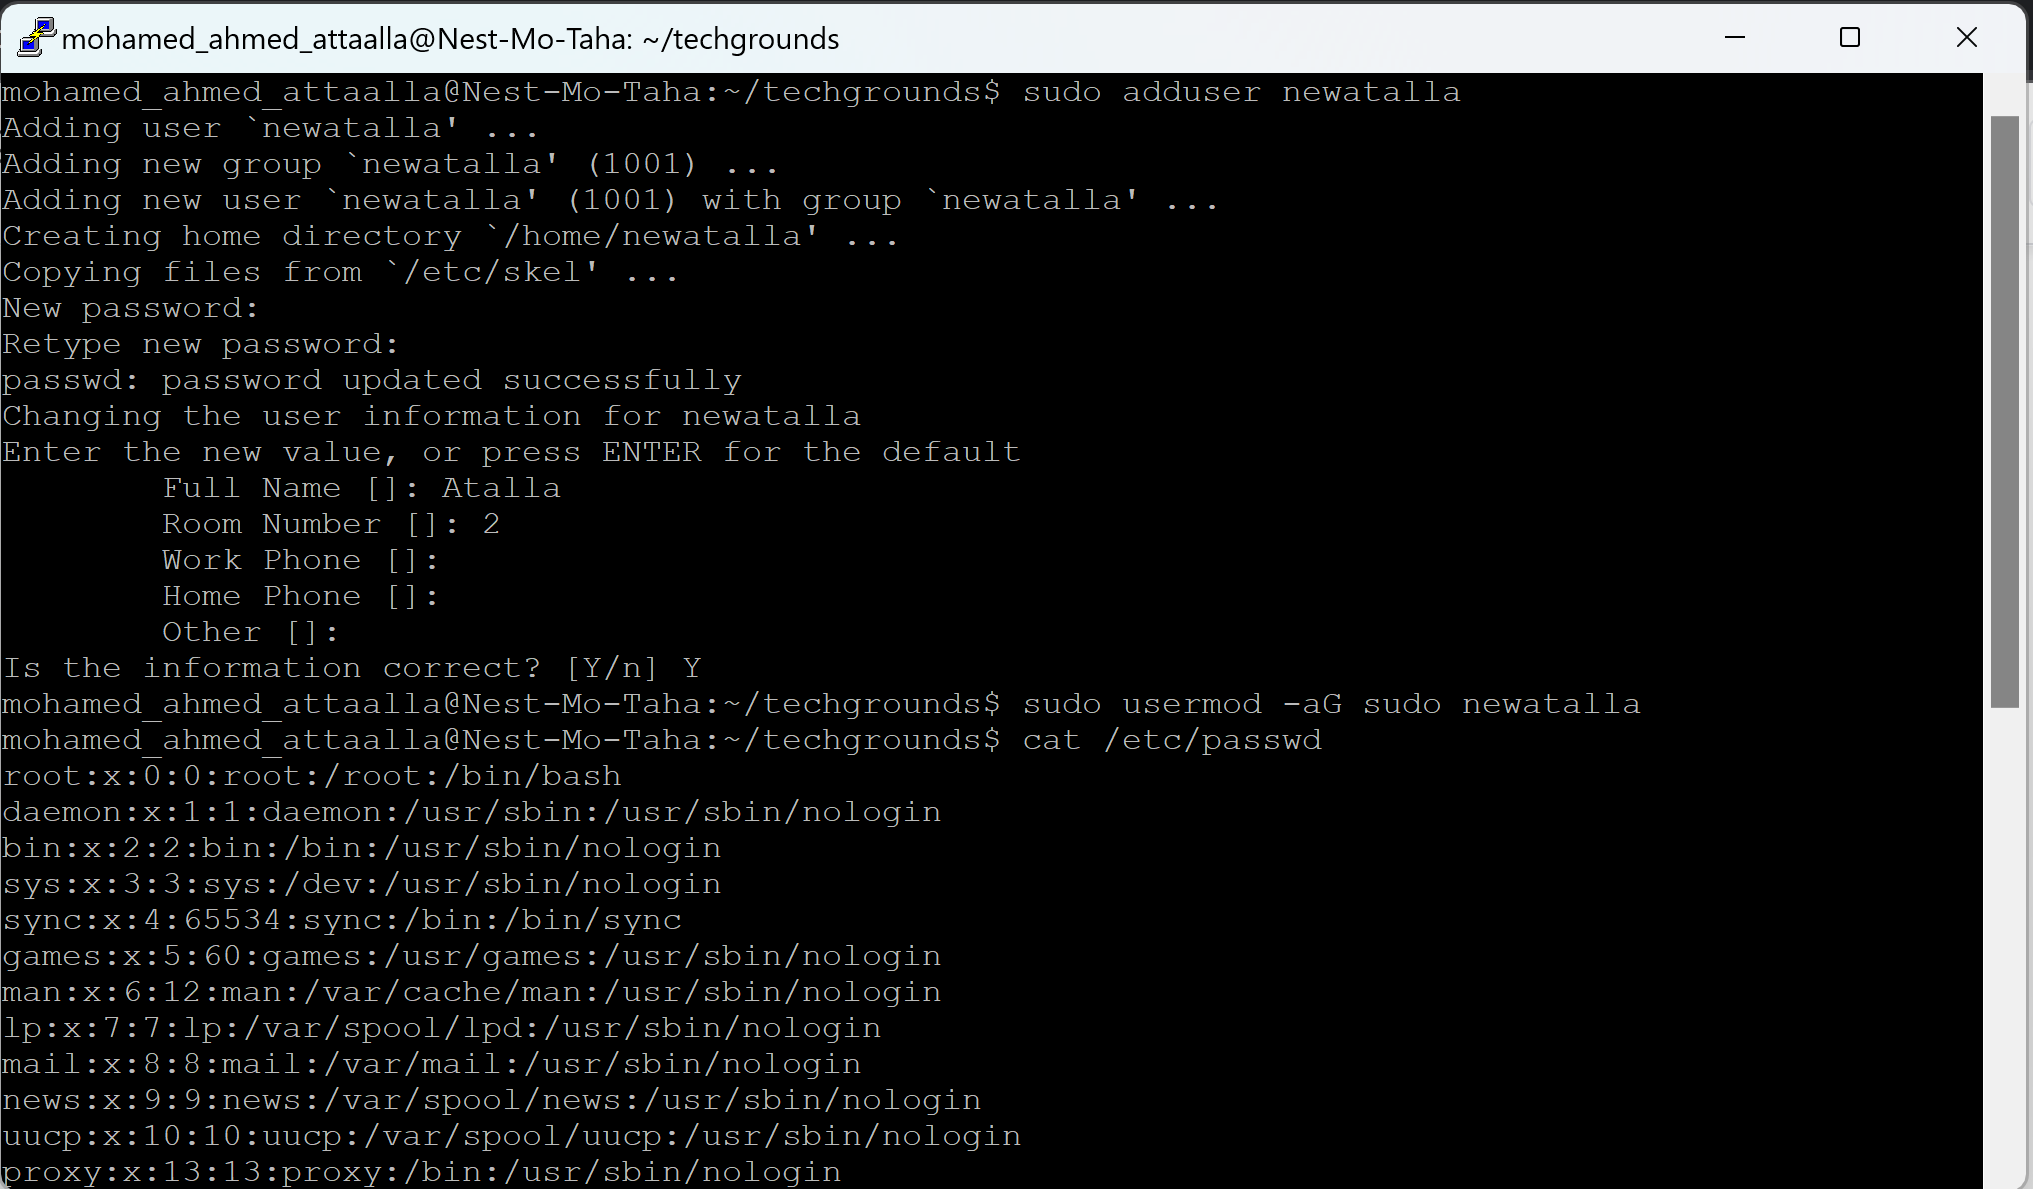 mohamed_ahmed_attaalla@Nest-Mo-Taha: ~/techgrounds
mohamed_ahmed_attaalla@Nest-Mo-Taha:~/techgrounds$ sudo adduser newatalla
Adding user `newatalla' ...
Adding new group `newatalla' (1001) ...
Adding new user `newatalla' (1001) with group `newatalla' ...
Creating home directory `/home/newatalla' ...
Copying files from `/etc/skel' ...
New password:
Retype new password:
passwd: password updated successfully
Changing the user information for newatalla
Enter the new value, or press ENTER for the default
        Full Name []: Atalla
        Room Number []: 2
        Work Phone []:
        Home Phone []:
        Other []:
Is the information correct? [Y/n] Y
mohamed_ahmed_attaalla@Nest-Mo-Taha:~/techgrounds$ sudo usermod -aG sudo newatalla
mohamed_ahmed_attaalla@Nest-Mo-Taha:~/techgrounds$ cat /etc/passwd
root:x:0:0:root:/root:/bin/bash
daemon:x:1:1:daemon:/usr/sbin:/usr/sbin/nologin
bin:x:2:2:bin:/bin:/usr/sbin/nologin
sys:x:3:3:sys:/dev:/usr/sbin/nologin
sync:x:4:65534:sync:/bin:/bin/sync
games:x:5:60:games:/usr/games:/usr/sbin/nologin
man:x:6:12:man:/var/cache/man:/usr/sbin/nologin
lp:x:7:7:lp:/var/spool/lpd:/usr/sbin/nologin
mail:x:8:8:mail:/var/mail:/usr/sbin/nologin
news:x:9:9:news:/var/spool/news:/usr/sbin/nologin
uucp:x:10:10:uucp:/var/spool/uucp:/usr/sbin/nologin
proxy:x:13:13:proxy:/bin:/usr/sbin/nologin